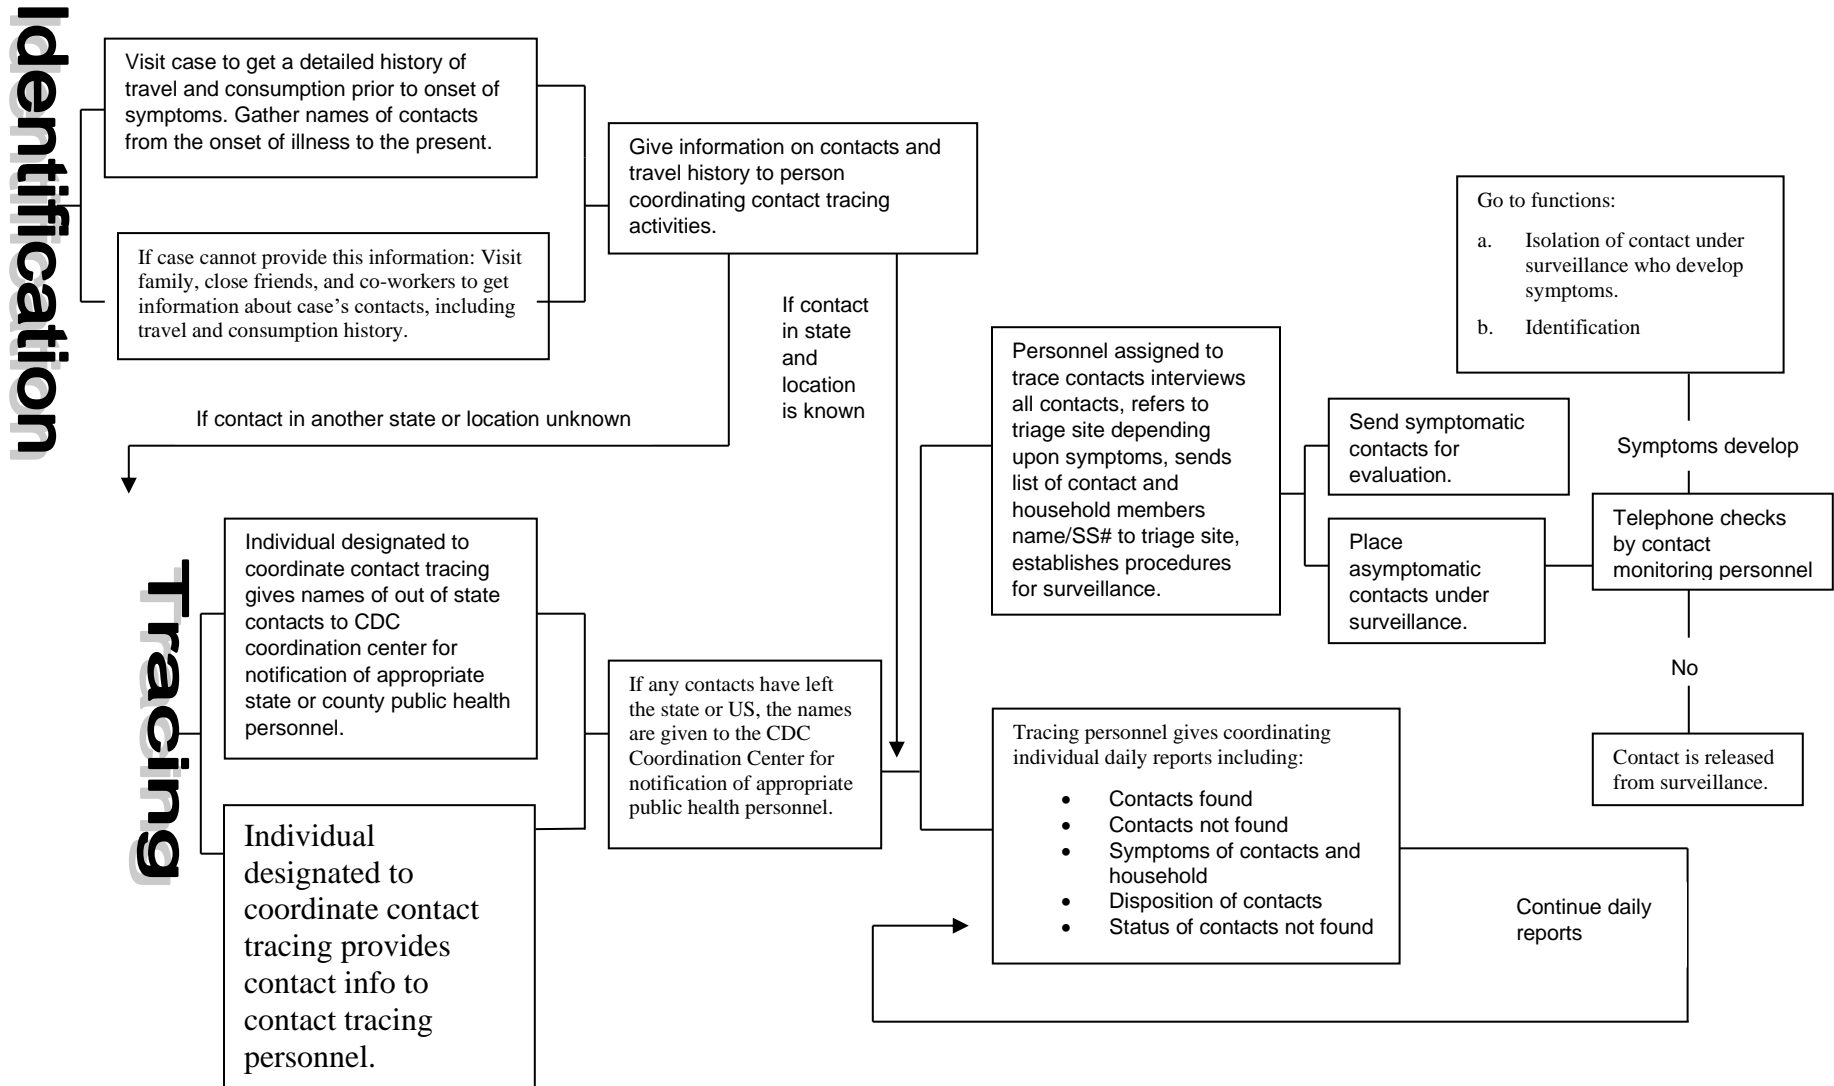 Identification
Visit case to get a detailed history of
travel and consumption prior to onset of
symptoms. Gather names of contacts
from the onset of illness to the present.
If case cannot provide this information: Visit
family, close friends, and co-workers to get
information about case’s contacts, including
travel and consumption history.
Give information on contacts and
travel history to person
coordinating contact tracing
activities.
If contact
in state
and
location
is known
If contact in another state or location unknown
Tracing
Individual designated to
coordinate contact tracing
gives names of out of state
contacts to CDC
coordination center for
notification of appropriate
state or county public health
personnel.
Individual
designated to
coordinate contact
tracing provides
contact info to
contact tracing
personnel.
If any contacts have left
the state or US, the names
are given to the CDC
Coordination Center for
notification of appropriate
public health personnel.
Personnel assigned to
trace contacts interviews
all contacts, refers to
triage site depending
upon symptoms, sends
list of contact and
household members
name/SS# to triage site,
establishes procedures
for surveillance.
Send symptomatic
contacts for
evaluation.
Place
asymptomatic
contacts under
surveillance.
Go to functions:
a. Isolation of contact under
surveillance who develop
symptoms.
b. Identification
Symptoms develop
Telephone checks
by contact
monitoring personnel
No
Contact is released
from surveillance.
Tracing personnel gives coordinating
individual daily reports including:
• Contacts found
• Contacts not found
• Symptoms of contacts and
household
• Disposition of contacts
• Status of contacts not found
Continue daily
reports